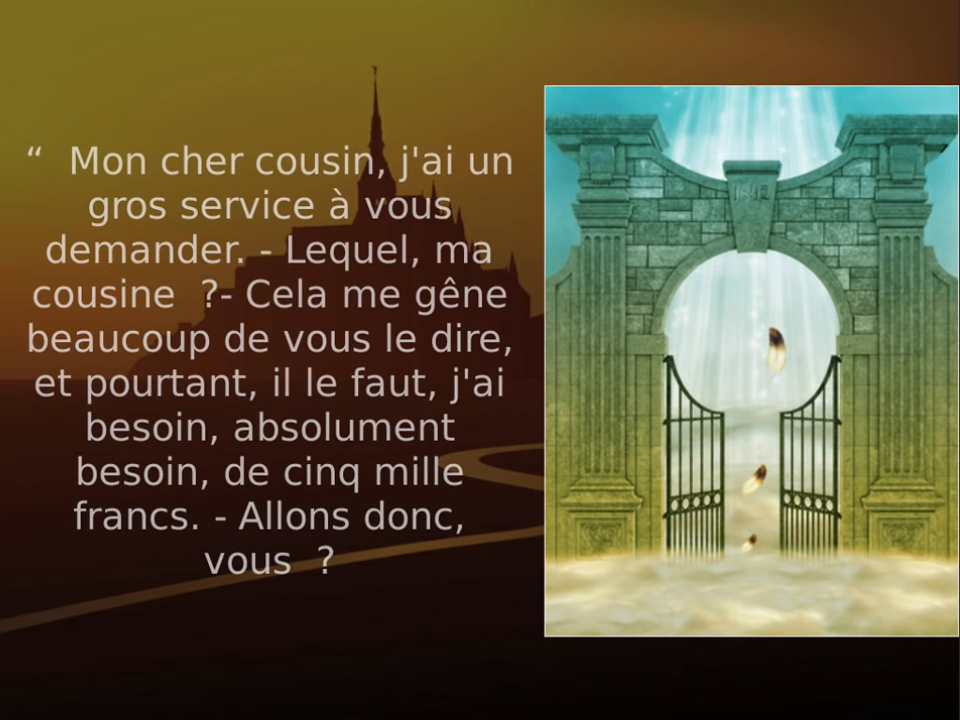 “  Mon cher cousin, j'ai un
gros service à vous
demander. - Lequel, ma
cousine  ?- Cela me gêne
beaucoup de vous le dire,
et pourtant, il le faut, j'ai
besoin, absolument
besoin, de cinq mille
francs. - Allons donc,
vous  ?